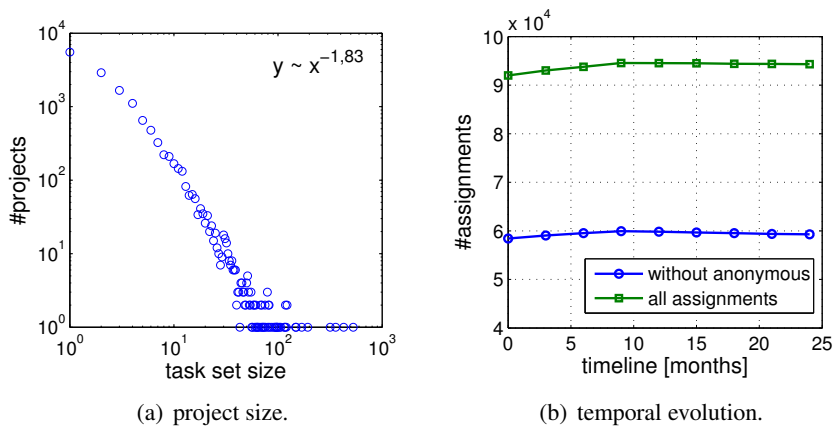 10^4
10^3
10^2
10^1
10^0
10^0 10^1 10^2 10^3
#projects
task set size
y ~ x^−1,83
(a) project size.
x 10^4
10
9
8
7
6
5
4
0 5 10 15 20 25
#assignments
timeline [months]
without anonymous
all assignments
(b) temporal evolution.